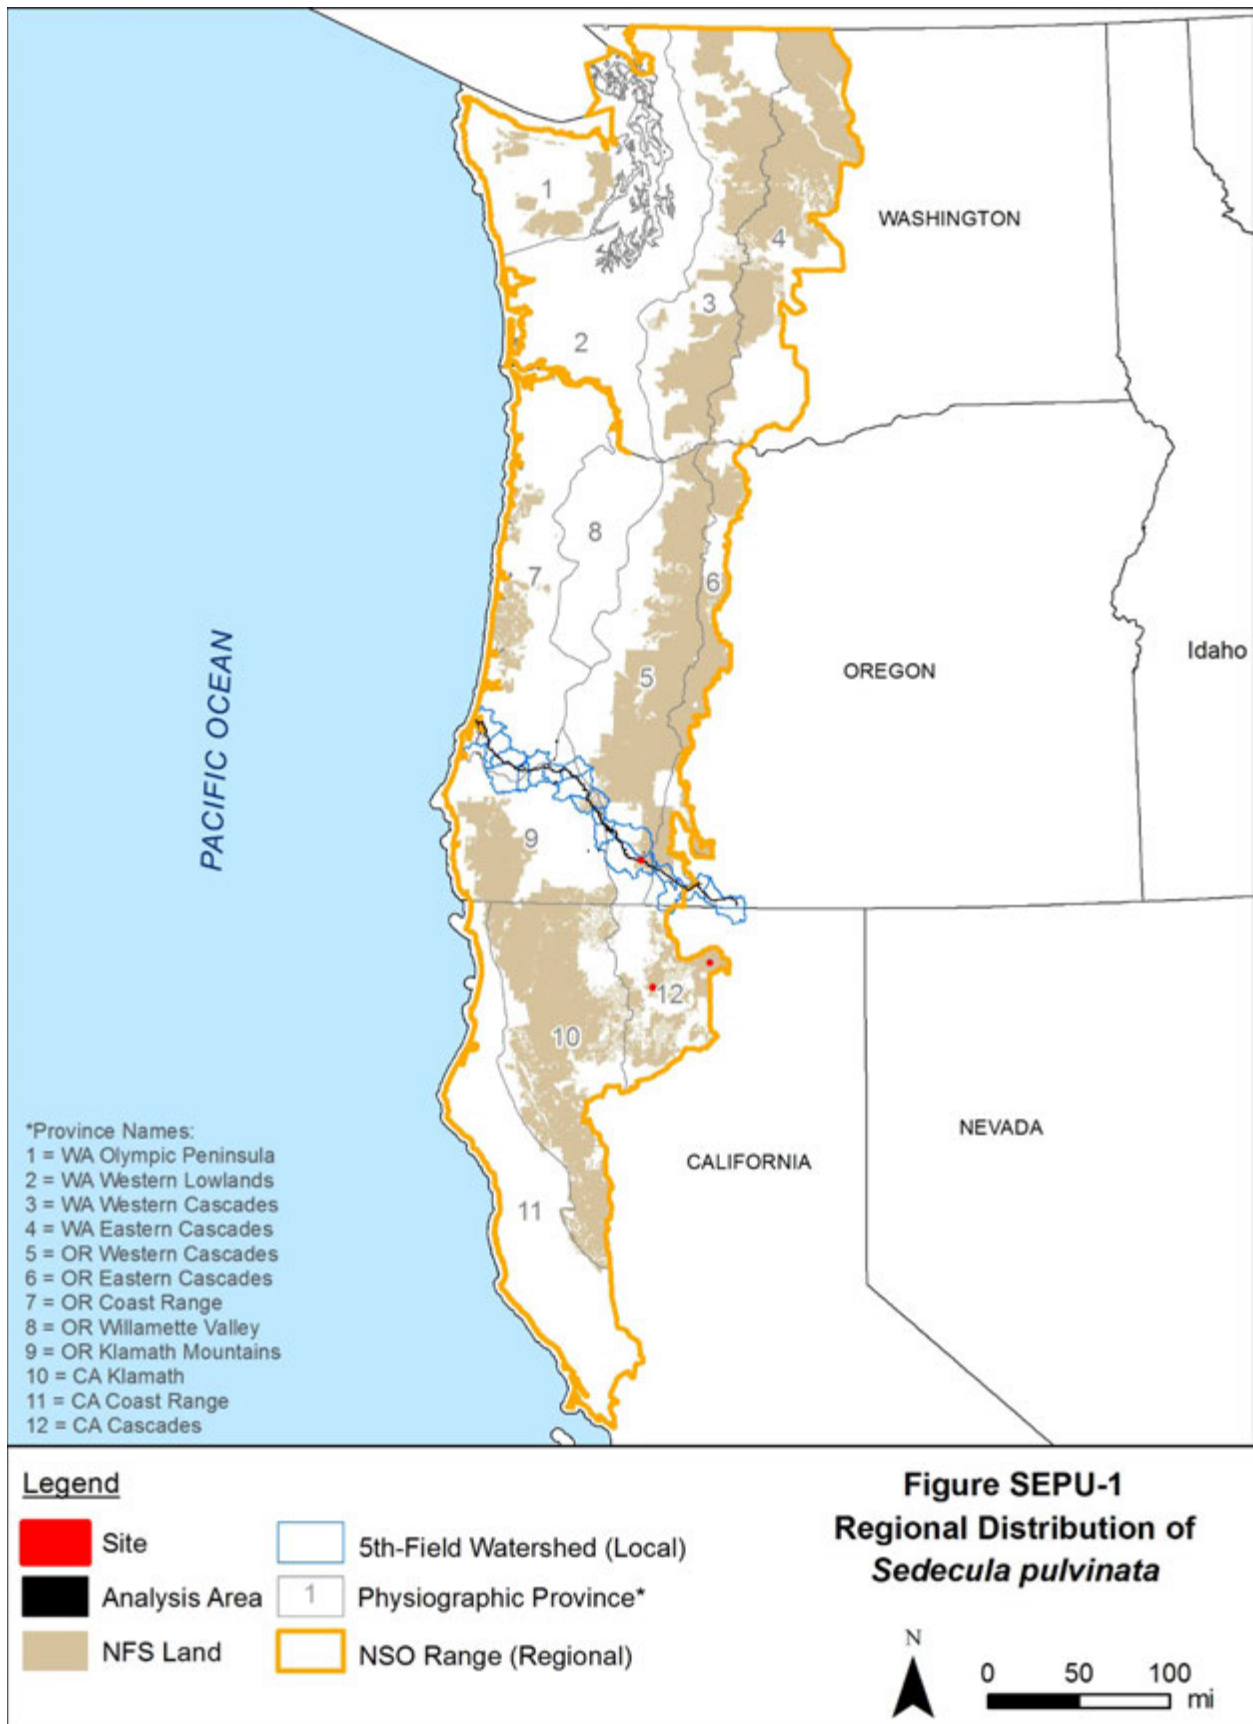 1
WASHINGTON
4
3
2
8
7
6
5
OREGON
Idaho
PACIFIC OCEAN
9
12
10
NEVADA
CALIFORNIA
11
*Province Names:
1 = WA Olympic Peninsula
2 = WA Western Lowlands
3 = WA Western Cascades
4 = WA Eastern Cascades
5 = OR Western Cascades
6 = OR Eastern Cascades
7 = OR Coast Range
8 = OR Willamette Valley
9 = OR Klamath Mountains
10 = CA Klamath
11 = CA Coast Range
12 = CA Cascades
Legend
Site
Analysis Area
NFS Land
5th-Field Watershed (Local)
1
Physiographic Province*
NSO Range (Regional)
Figure SEPU-1
Regional Distribution of
Sedecula pulvinata
N
0 50 100
mi